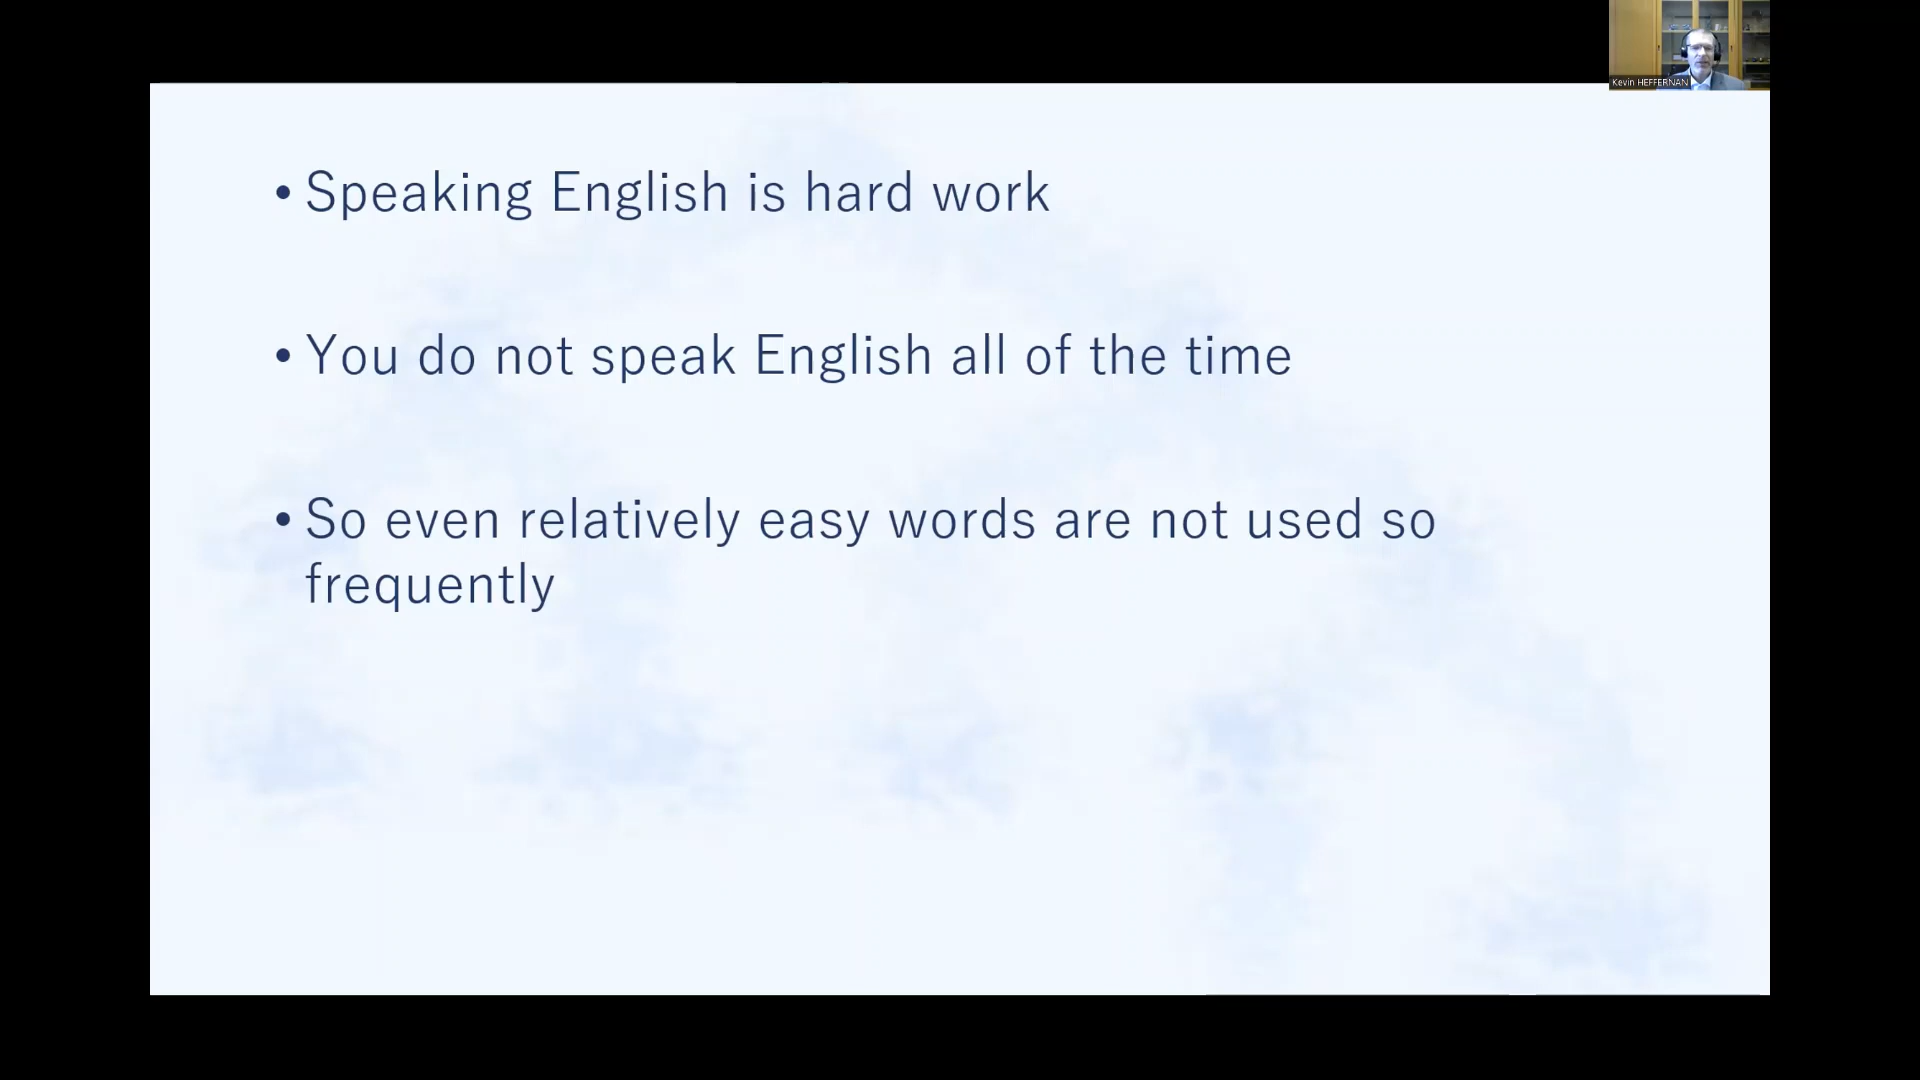 Kevin HEFFERNAN
• Speaking English is hard work
• You do not speak English all of the time
• So even relatively easy words are not used so
frequently